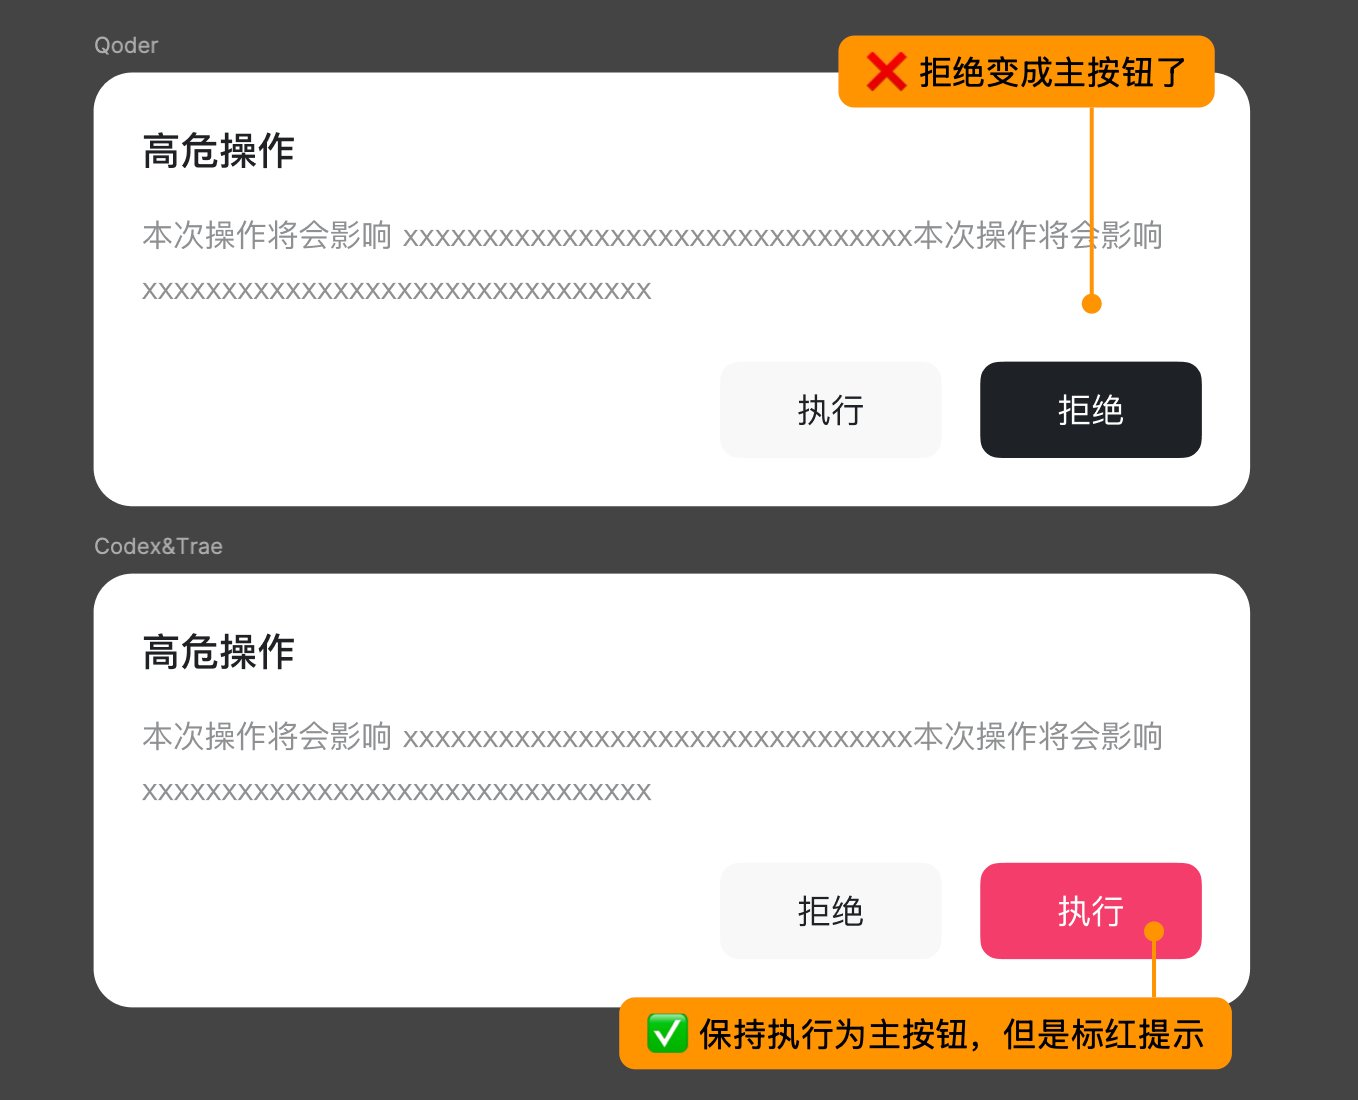 Qoder
❌ 拒绝变成主按钮了
高危操作
本次操作将会影响 xxxxxxxxxxxxxxxxxxxxxxxxxxxxxxxx本次操作将会影响
xxxxxxxxxxxxxxxxxxxxxxxxxxxxxxxx
执行
拒绝
Codex&Trae
高危操作
本次操作将会影响 xxxxxxxxxxxxxxxxxxxxxxxxxxxxxxxx本次操作将会影响
xxxxxxxxxxxxxxxxxxxxxxxxxxxxxxxx
拒绝
执行
✅ 保持执行为主按钮，但是标红提示